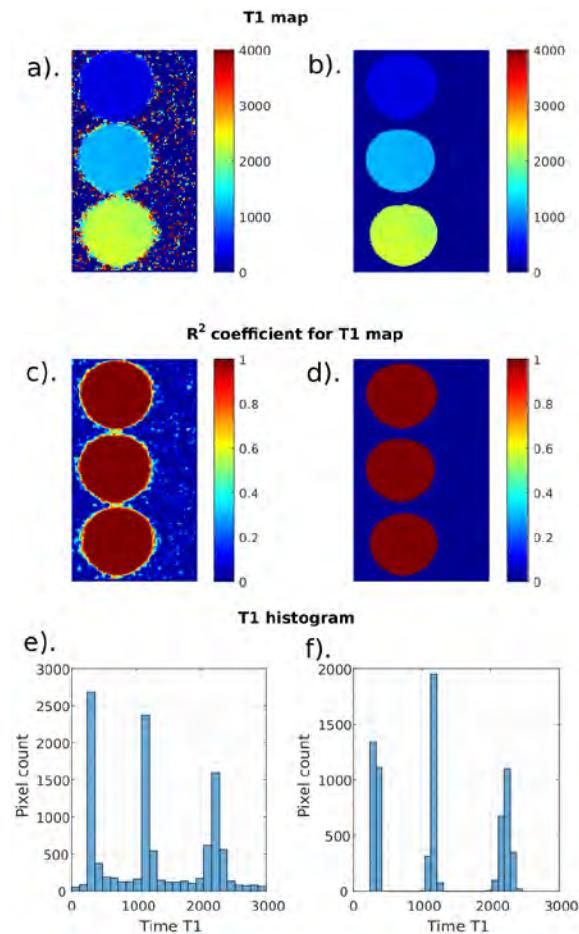 T1 map
a).
4000
3000
2000
1000
0
b).
4000
3000
2000
1000
0
R² coefficient for T1 map
c).
1
0.8
0.6
0.4
0.2
0
d).
1
0.8
0.6
0.4
0.2
0
T1 histogram
e).
3000
2500
2000
1500
1000
500
0
Pixel count
0 1000 2000 3000
Time T1
f).
2000
1500
1000
500
0
Pixel count
0 1000 2000 3000
Time T1